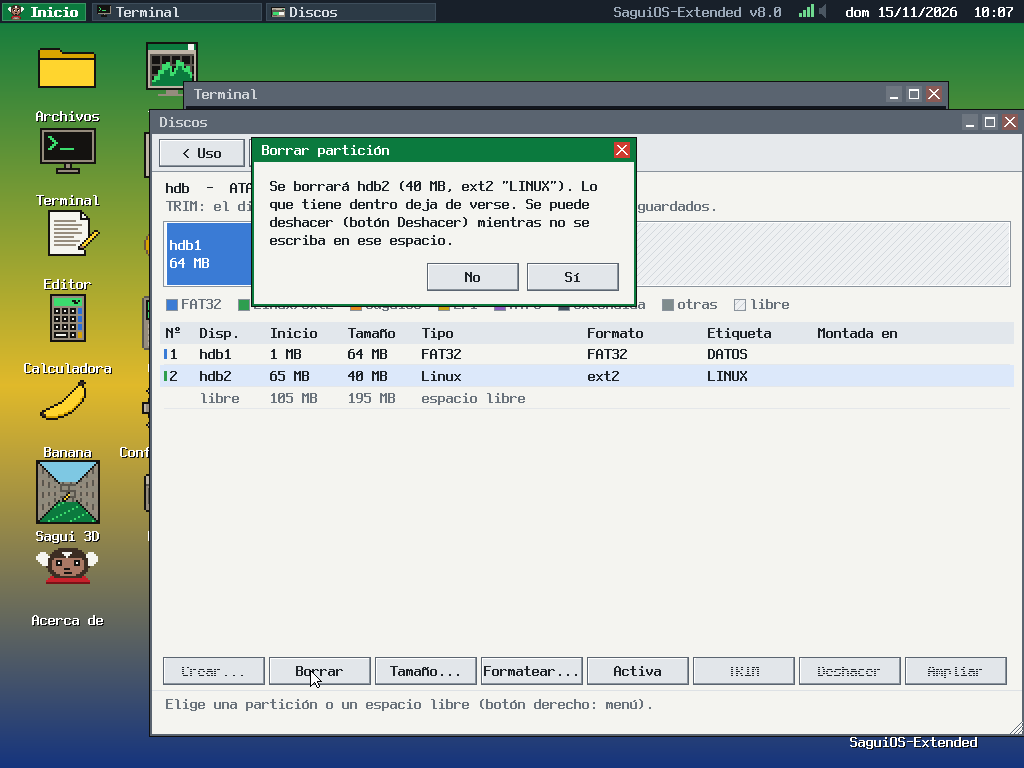 Inicio
Terminal
Discos
SaguiOS-Extended v8.0
dom 15/11/2026
10:07
Archivos
Terminal
Editor
Calculadora
Banana
Conf
Sagui 3D
Acerca de
Terminal
Discos
< Uso
hdb - ATA
TRIM: el di
guardados.
hdb1
64 MB
Borrar partición
Se borrará hdb2 (40 MB, ext2 "LINUX"). Lo
que tiene dentro deja de verse. Se puede
deshacer (botón Deshacer) mientras no se
escriba en ese espacio.
No
Sí
FAT32
otras
libre
Nº Disp. Inicio Tamaño Tipo Formato Etiqueta Montada en
1 hdb1 1 MB 64 MB FAT32 FAT32 DATOS
2 hdb2 65 MB 40 MB Linux ext2 LINUX
libre 105 MB 195 MB espacio libre
Crear...
Borrar
Tamaño...
Formatear...
Activa
TRIM
Deshacer
Ampliar
Elige una partición o un espacio libre (botón derecho: menú).
SaguiOS-Extended